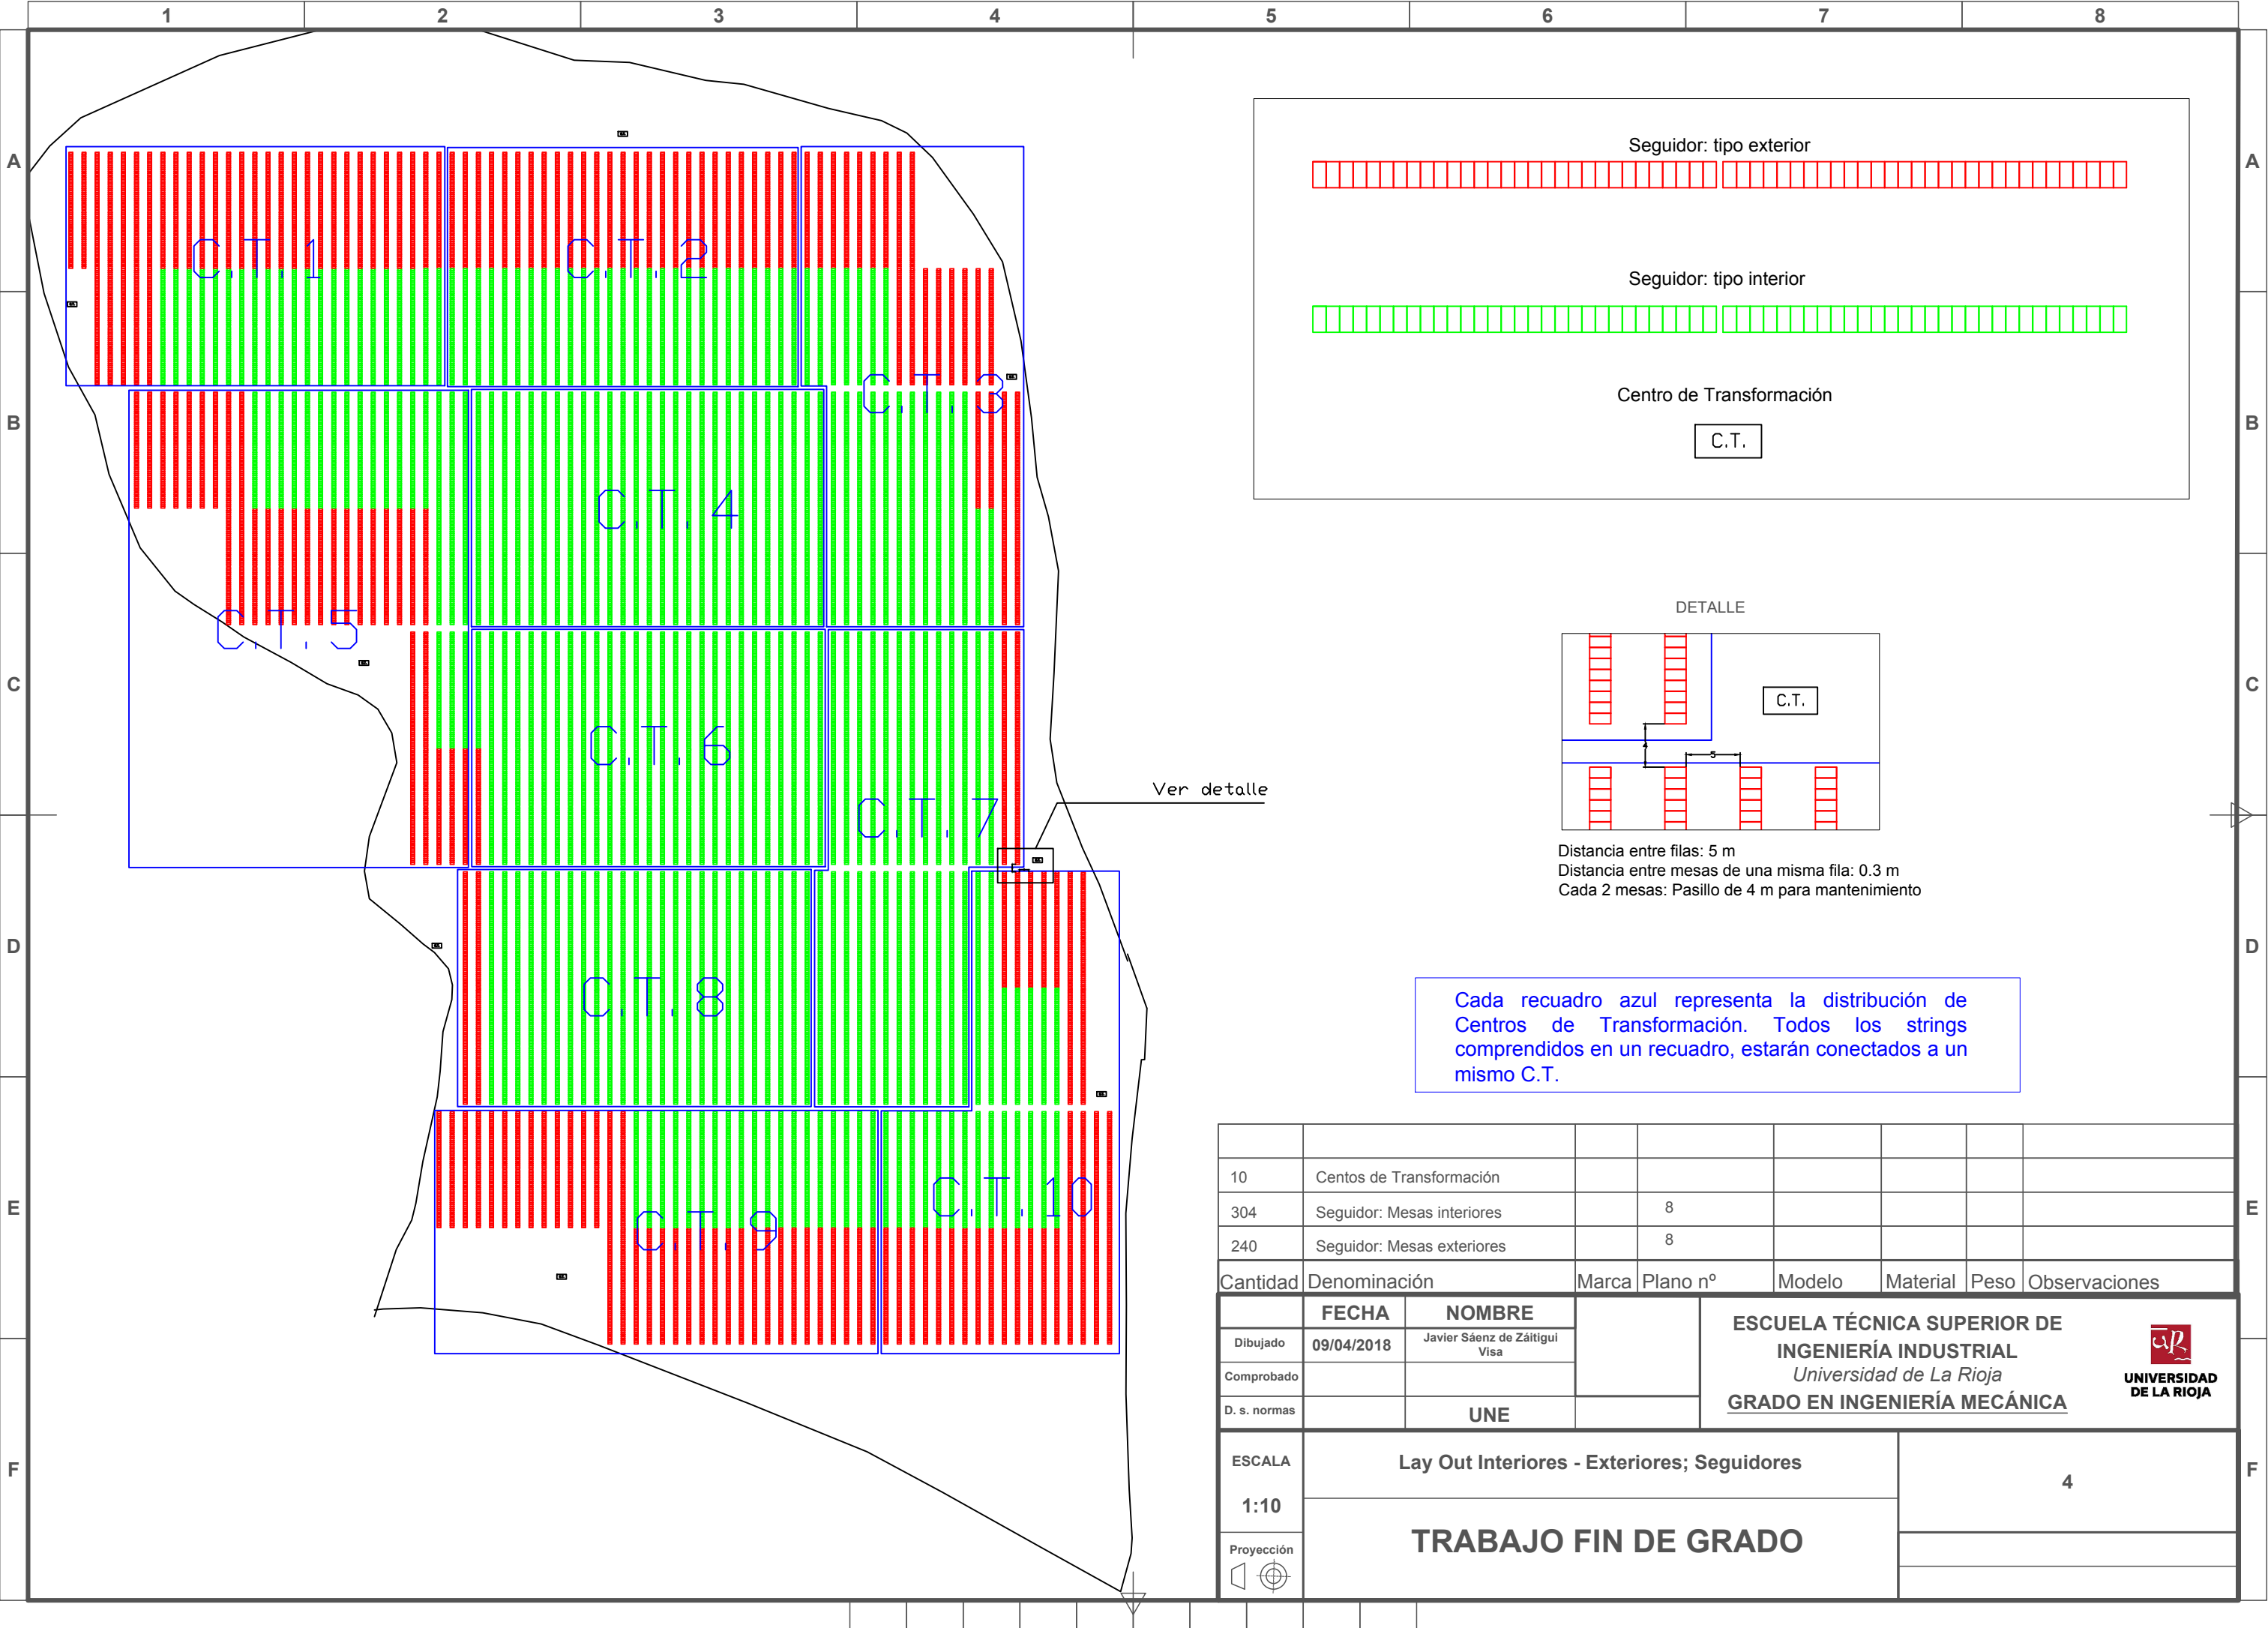 1 2 3 4 5 6 7 8
A
B
C
D
E
F
A
B
C
D
E
F
C.T.1
C.T.2
C.T.3
C.T.4
C.T.5
C.T.6
C.T.7
C.T.8
C.T.9
C.T.10
Ver detalle
Seguidor: tipo exterior
Seguidor: tipo interior
Centro de Transformación
C.T.
DETALLE
C.T.
4
5
Distancia entre filas: 5 m
Distancia entre mesas de una misma fila: 0.3 m
Cada 2 mesas: Pasillo de 4 m para mantenimiento
Cada recuadro azul representa la distribución de
Centros de Transformación. Todos los strings
comprendidos en un recuadro, estarán conectados a un
mismo C.T.
10 Centos de Transformación
304 Seguidor: Mesas interiores 8
240 Seguidor: Mesas exteriores 8
Cantidad Denominación Marca Plano nº Modelo Material Peso Observaciones
FECHA NOMBRE
Dibujado 09/04/2018 Javier Sáenz de Záitigui
Visa
Comprobado
D. s. normas UNE
ESCUELA TÉCNICA SUPERIOR DE
INGENIERÍA INDUSTRIAL
Universidad de La Rioja
GRADO EN INGENIERÍA MECÁNICA
UNIVERSIDAD
DE LA RIOJA
ESCALA
1:10
Lay Out Interiores - Exteriores; Seguidores
4
Proyección
TRABAJO FIN DE GRADO